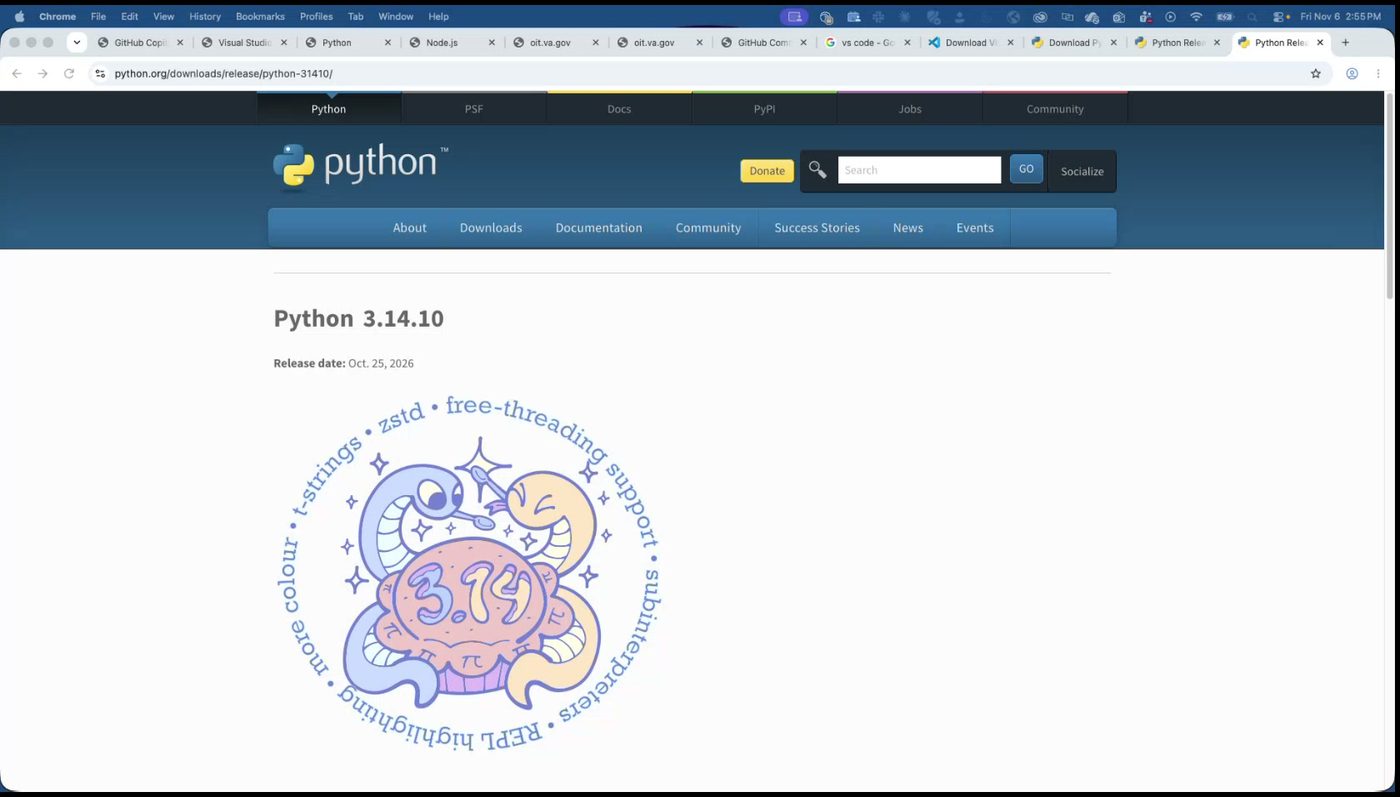 Chrome File Edit View History Bookmarks Profiles Tab Window Help Fri Nov 6 2:55PM
GitHub Copi Visual Studio Python Node.js oit.va.gov oit.va.gov GitHub Com vs code - Go Download Vi Download Py Python Relea Python Relea
python.org/downloads/release/python-31410/
Python PSF Docs PyPI Jobs Community
python™
Donate Search GO Socialize
About Downloads Documentation Community Success Stories News Events
Python 3.14.10
Release date: Oct. 25, 2026
t-strings • zstd • free-threading support • subinterpreters • REPL highlighting • more colour •
3.14
π π π π π π